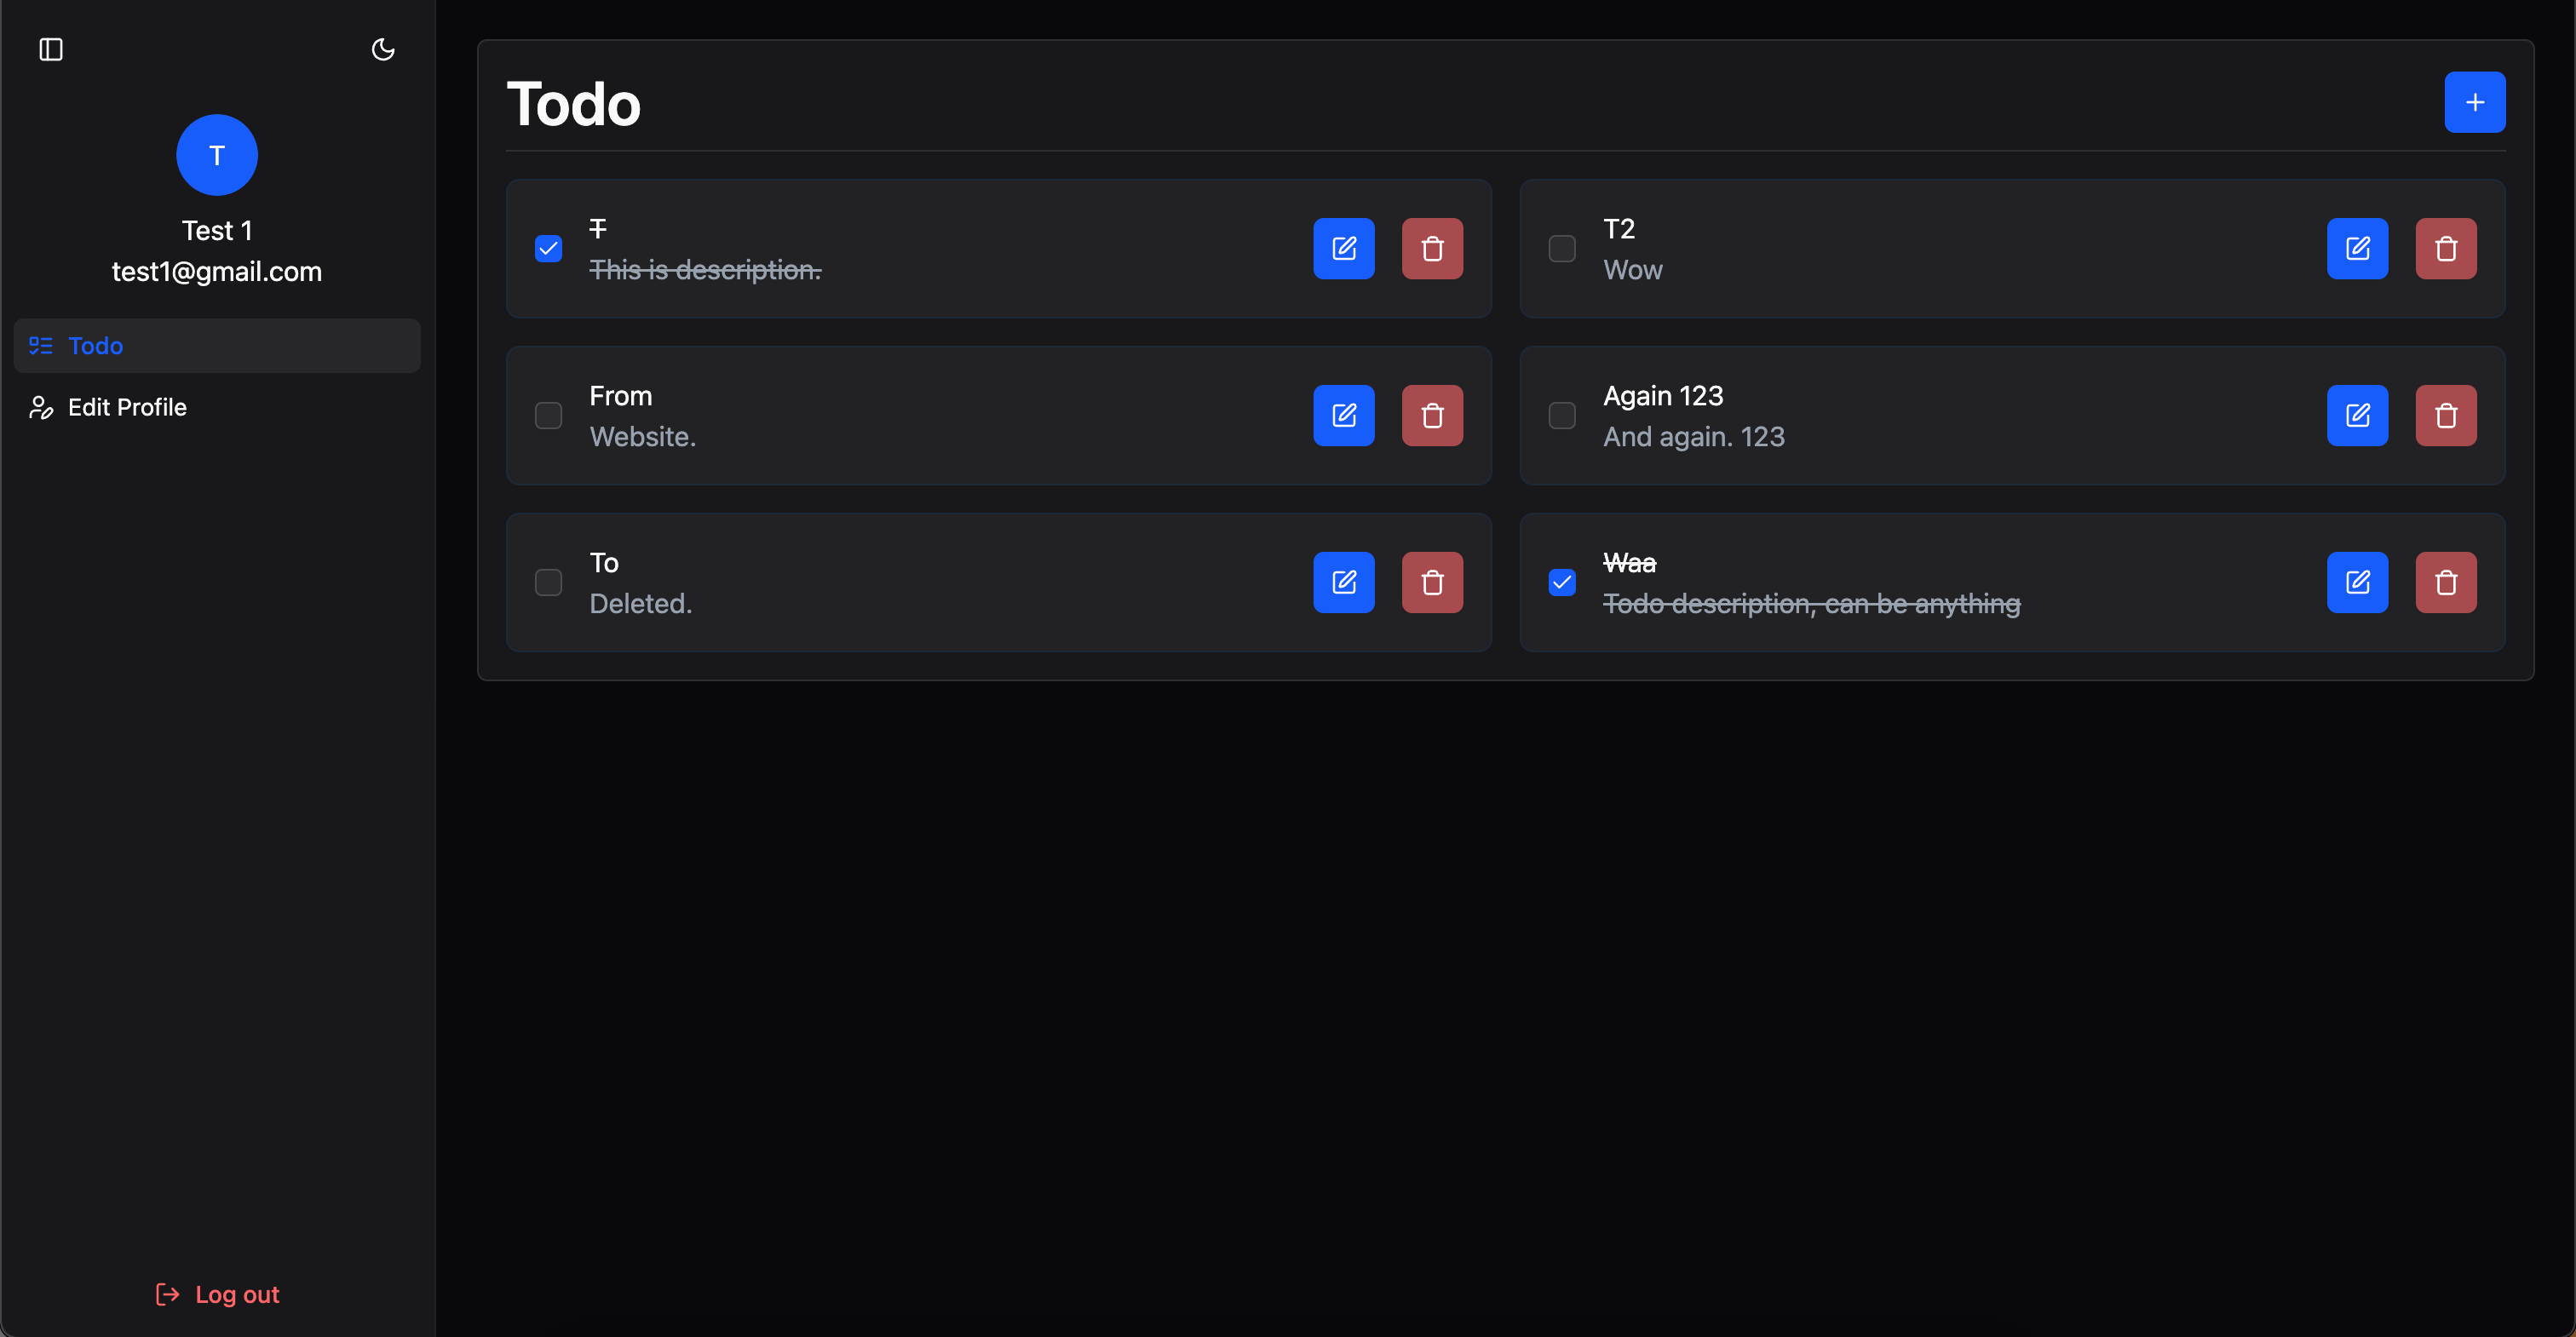 T
Test 1
test1@gmail.com
Todo
Edit Profile
Log out
Todo
T
This is description.
T2
Wow
From
Website.
Again 123
And again. 123
To
Deleted.
Waa
Todo description, can be anything